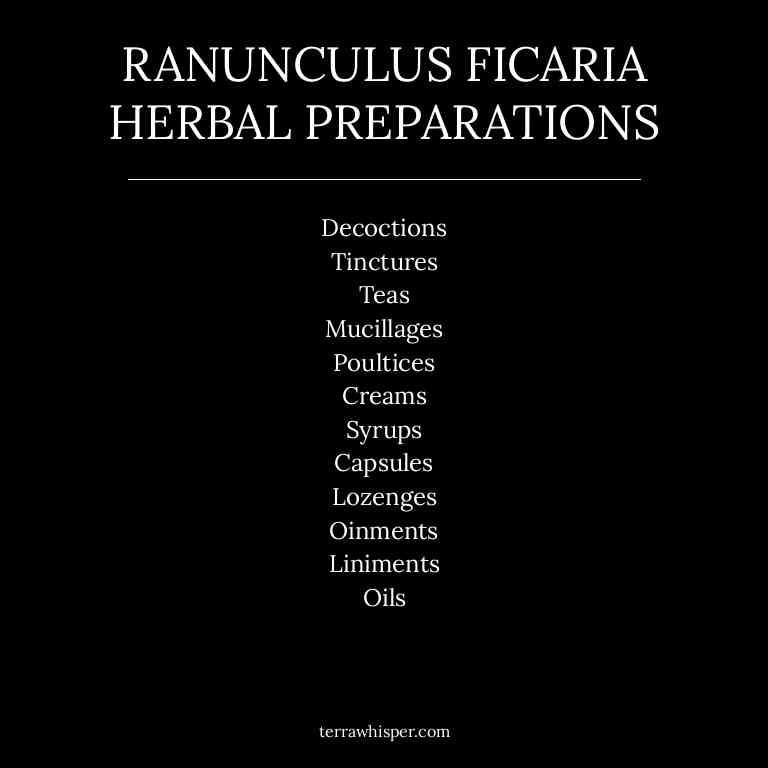 RANUNCULUS FICARIA
HERBAL PREPARATIONS
Decoctions
Tinctures
Teas
Mucillages
Poultices
Creams
Syrups
Capsules
Lozenges
Oinments
Liniments
Oils
terrawhisper.com